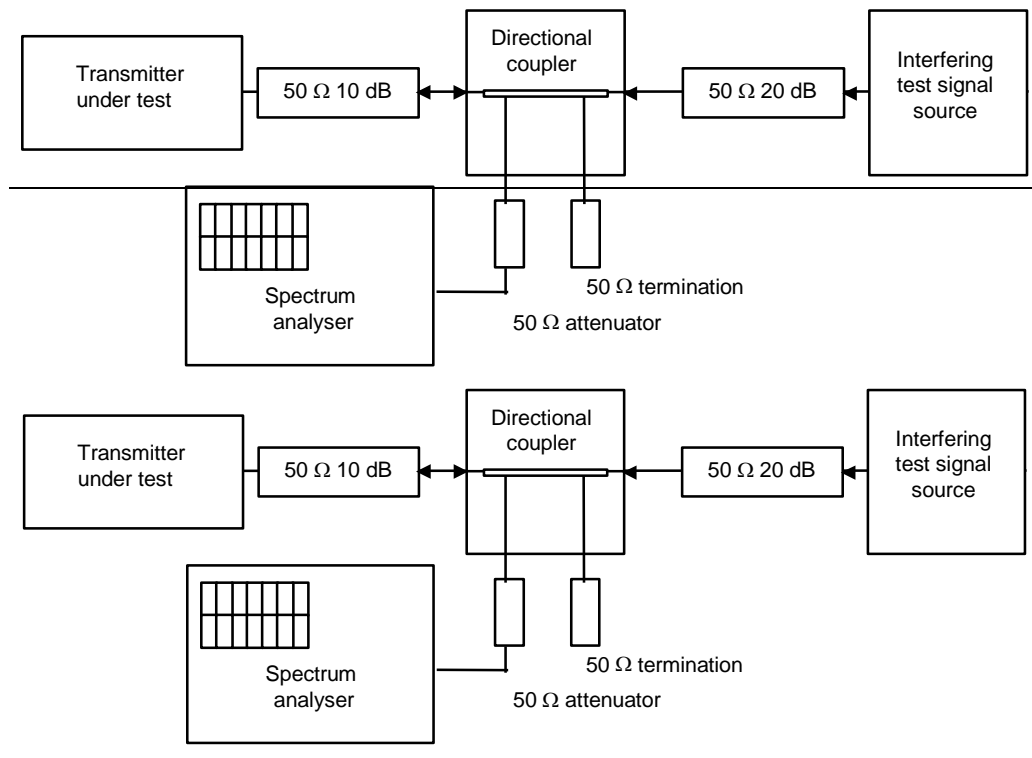 Transmitter
under test
50 Ω 10 dB
Directional
coupler
50 Ω 20 dB
Interfering
test signal
source
Spectrum
analyser
50 Ω termination
50 Ω attenuator
Transmitter
under test
50 Ω 10 dB
Directional
coupler
50 Ω 20 dB
Interfering
test signal
source
Spectrum
analyser
50 Ω termination
50 Ω attenuator